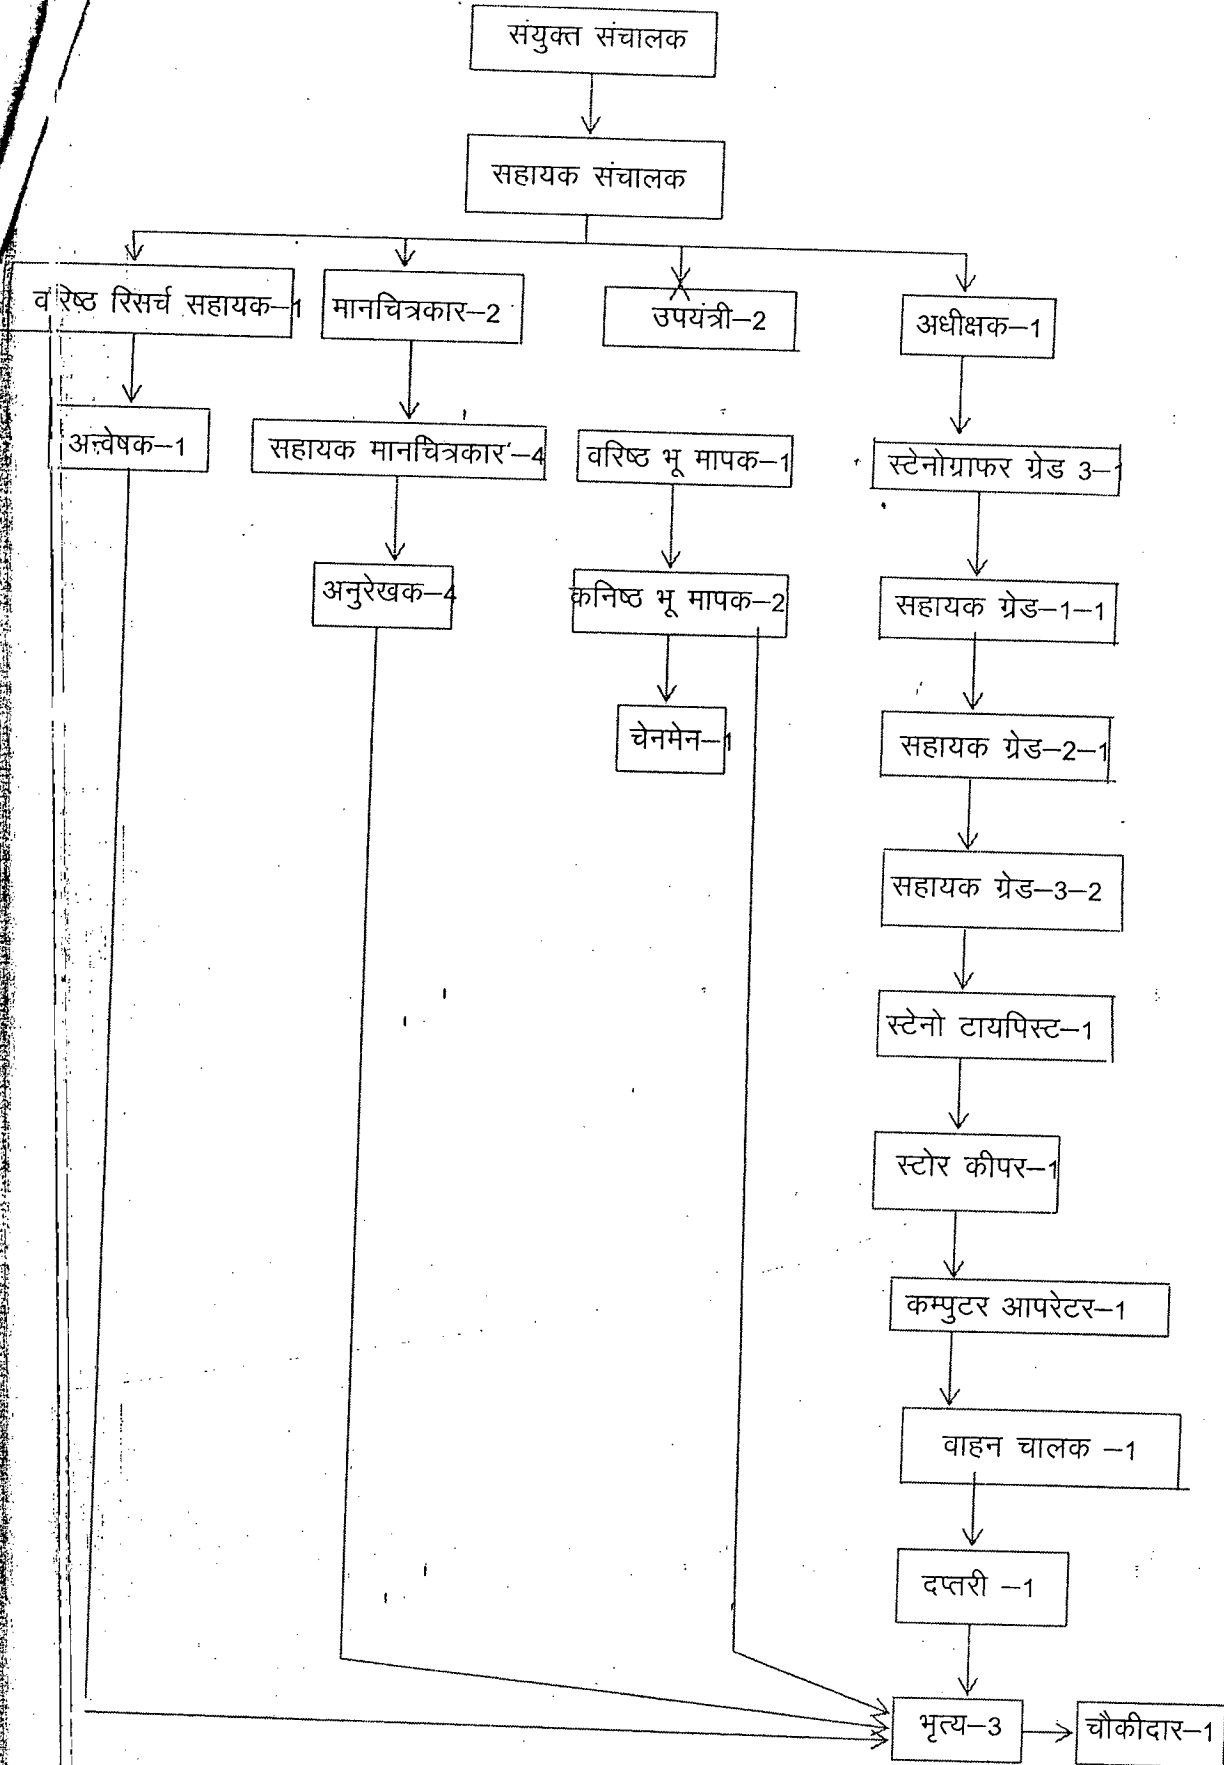 संयुक्त संचालक
सहायक संचालक
वरिष्ठ रिसर्च सहायक–1
मानचित्रकार–2
उपयंत्री–2
अधीक्षक–1
अन्वेषक–1
सहायक मानचित्रकार–4
वरिष्ठ भू मापक–1
स्टेनोग्राफर ग्रेड 3–1
अनुरेखक–4
कनिष्ठ भू मापक–2
सहायक ग्रेड–1–1
चेनमेन–1
सहायक ग्रेड–2–1
सहायक ग्रेड–3–2
स्टेनो टायपिस्ट–1
स्टोर कीपर–1
कम्पुटर आपरेटर–1
वाहन चालक –1
दप्तरी –1
भृत्य–3
चौकीदार–1